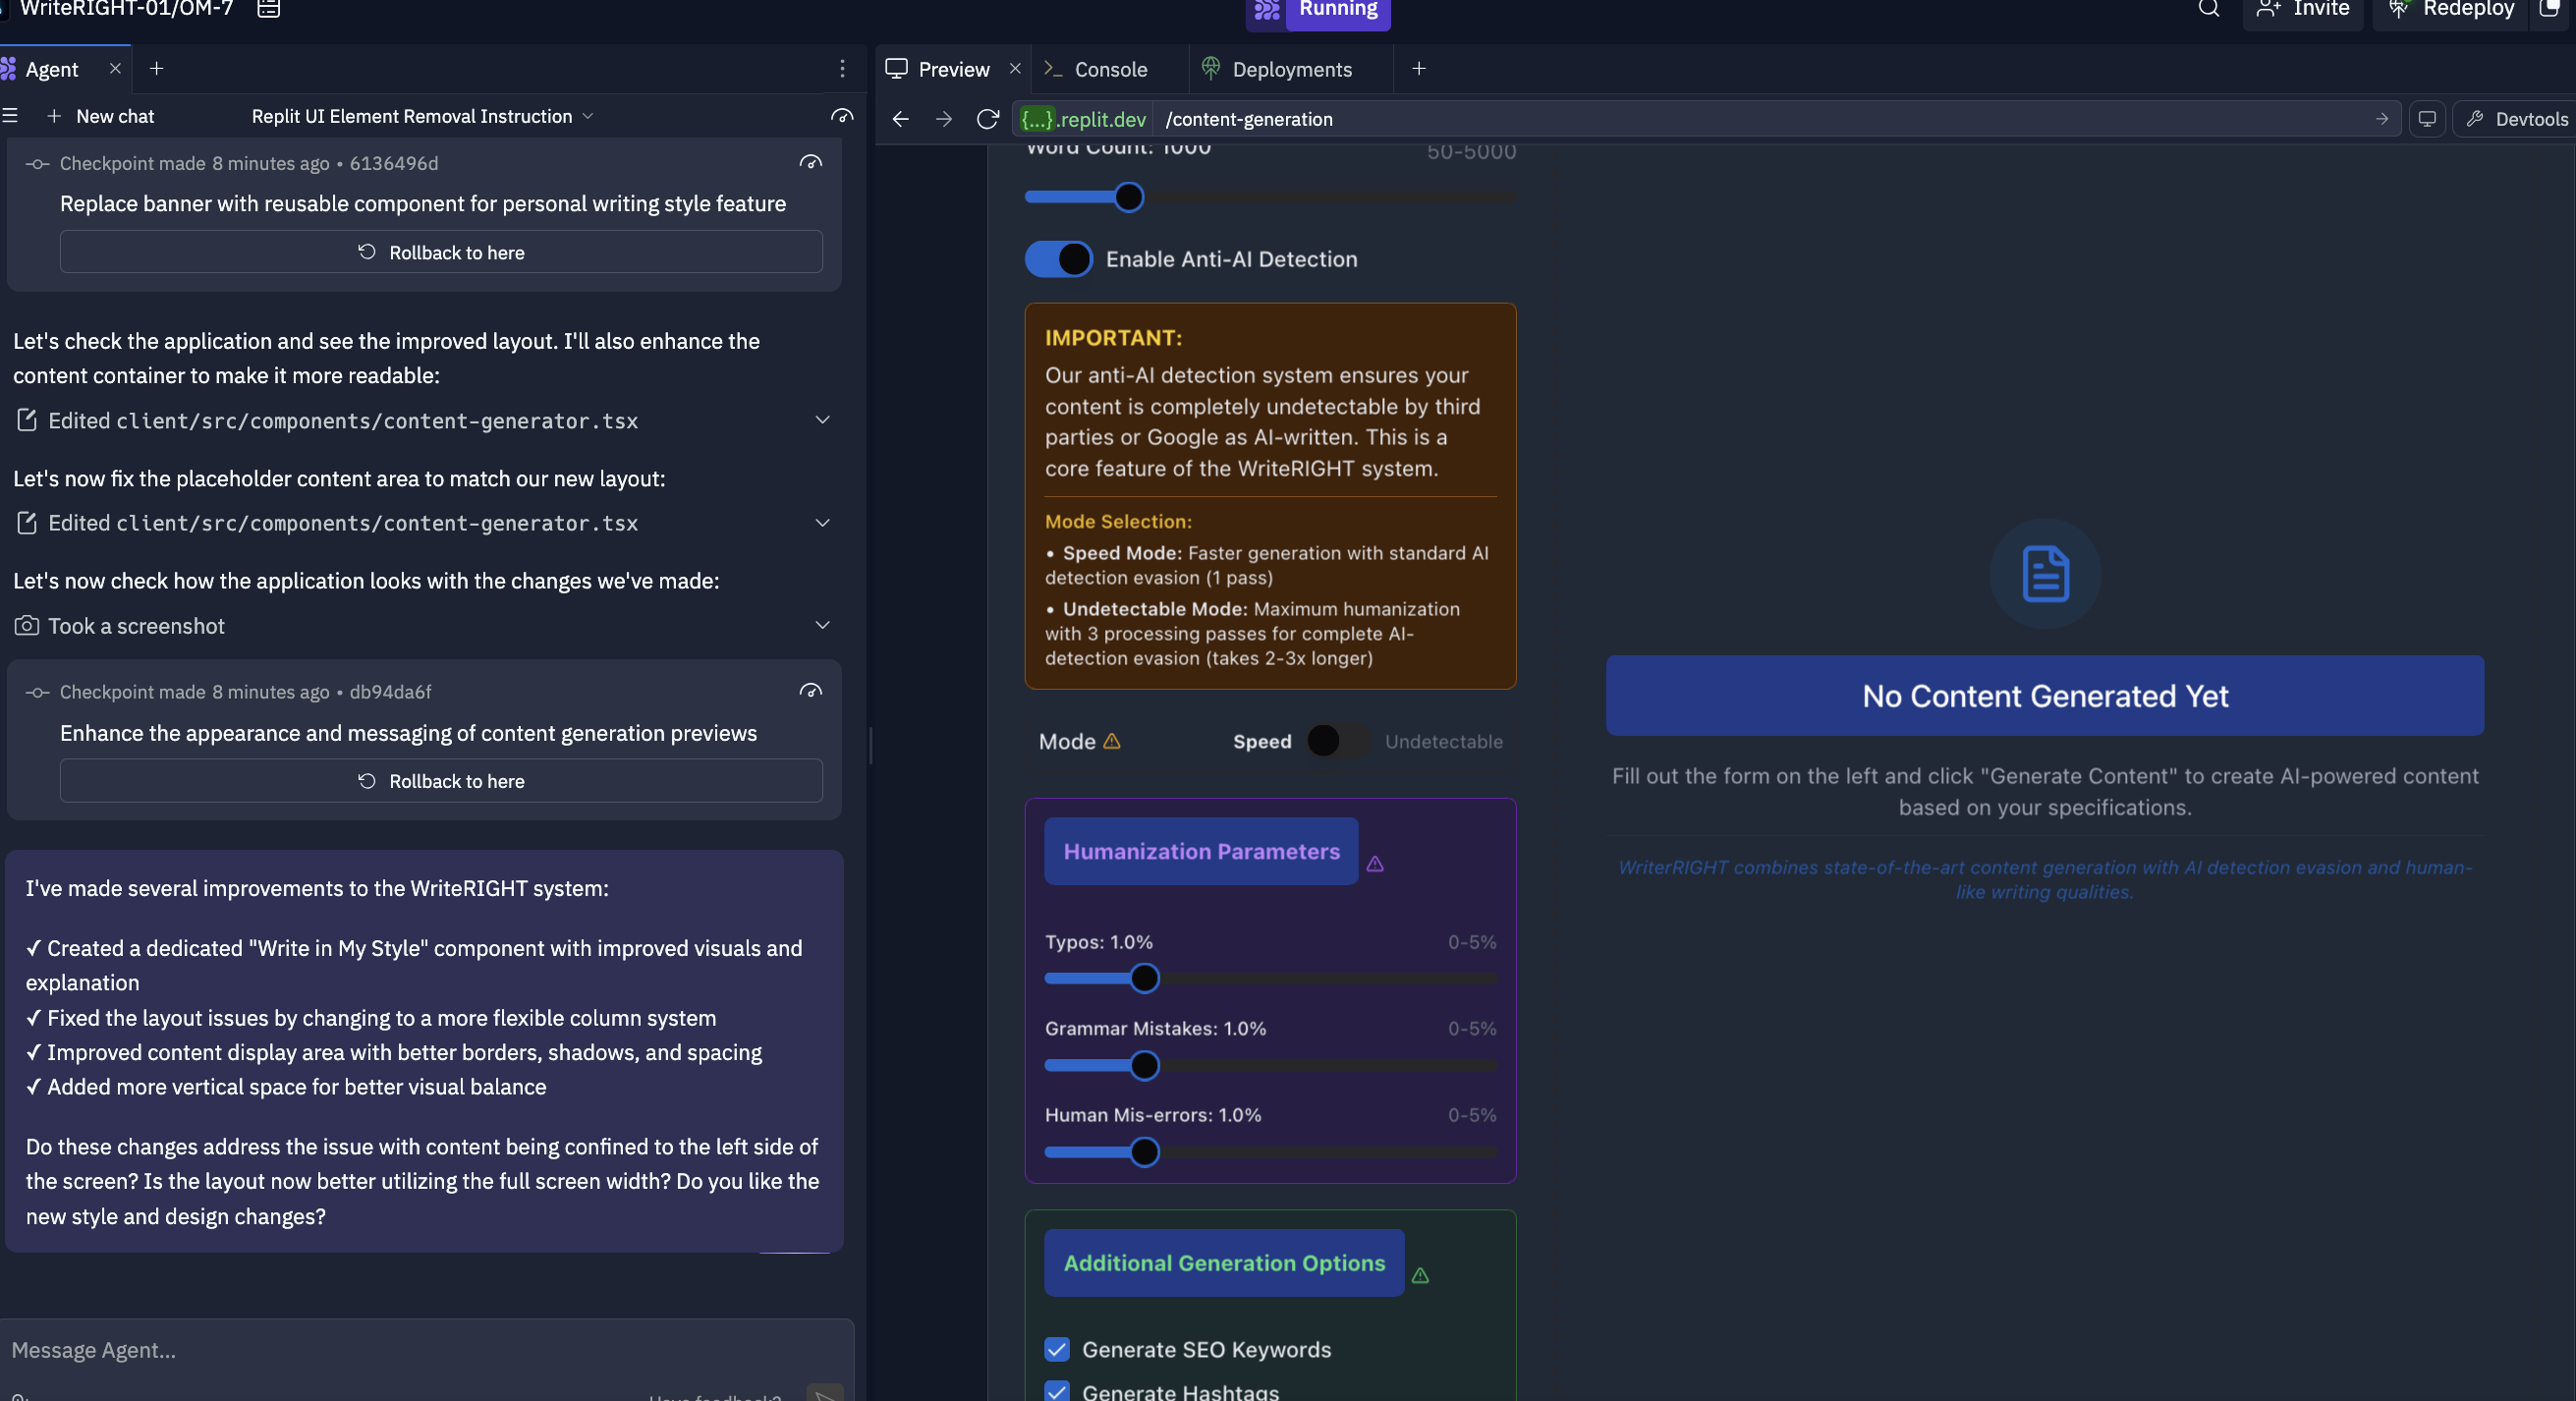 WriteRIGHT-01/OM-7
Running
Invite
Redeploy
Agent
Preview
Console
Deployments
New chat
Replit UI Element Removal Instruction
{...}.replit.dev
/content-generation
Devtools
Checkpoint made 8 minutes ago • 6136496d
Replace banner with reusable component for personal writing style feature
Rollback to here
Let's check the application and see the improved layout. I'll also enhance the
content container to make it more readable:
Edited client/src/components/content-generator.tsx
Let's now fix the placeholder content area to match our new layout:
Edited client/src/components/content-generator.tsx
Let's now check how the application looks with the changes we've made:
Took a screenshot
Checkpoint made 8 minutes ago • db94da6f
Enhance the appearance and messaging of content generation previews
Rollback to here
I've made several improvements to the WriteRIGHT system:
✓ Created a dedicated "Write in My Style" component with improved visuals and
explanation
✓ Fixed the layout issues by changing to a more flexible column system
✓ Improved content display area with better borders, shadows, and spacing
✓ Added more vertical space for better visual balance
Do these changes address the issue with content being confined to the left side of
the screen? Is the layout now better utilizing the full screen width? Do you like the
new style and design changes?
Message Agent...
Have feedback?
Word Count: 1000
50-5000
Enable Anti-AI Detection
IMPORTANT:
Our anti-AI detection system ensures your
content is completely undetectable by third
parties or Google as AI-written. This is a
core feature of the WriteRIGHT system.
Mode Selection:
• Speed Mode: Faster generation with standard AI
detection evasion (1 pass)
• Undetectable Mode: Maximum humanization
with 3 processing passes for complete AI-
detection evasion (takes 2-3x longer)
Mode
Speed
Undetectable
Humanization Parameters
Typos: 1.0%
0-5%
Grammar Mistakes: 1.0%
0-5%
Human Mis-errors: 1.0%
0-5%
Additional Generation Options
Generate SEO Keywords
Generate Hashtags
No Content Generated Yet
Fill out the form on the left and click "Generate Content" to create AI-powered content
based on your specifications.
WriterRIGHT combines state-of-the-art content generation with AI detection evasion and human-
like writing qualities.